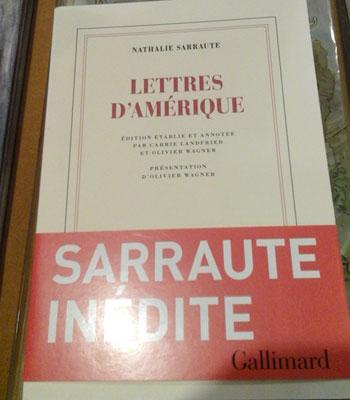 NATHALIE SARRAUTE
LETTRES
D'AMÉRIQUE
ÉDITION ÉTABLIE ET ANNOTÉE
PAR CARRIE LANDFRIED
ET OLIVIER WAGNER
PRÉSENTATION
D'OLIVIER WAGNER
SARRAUTE
INÉDITE
Gallimard